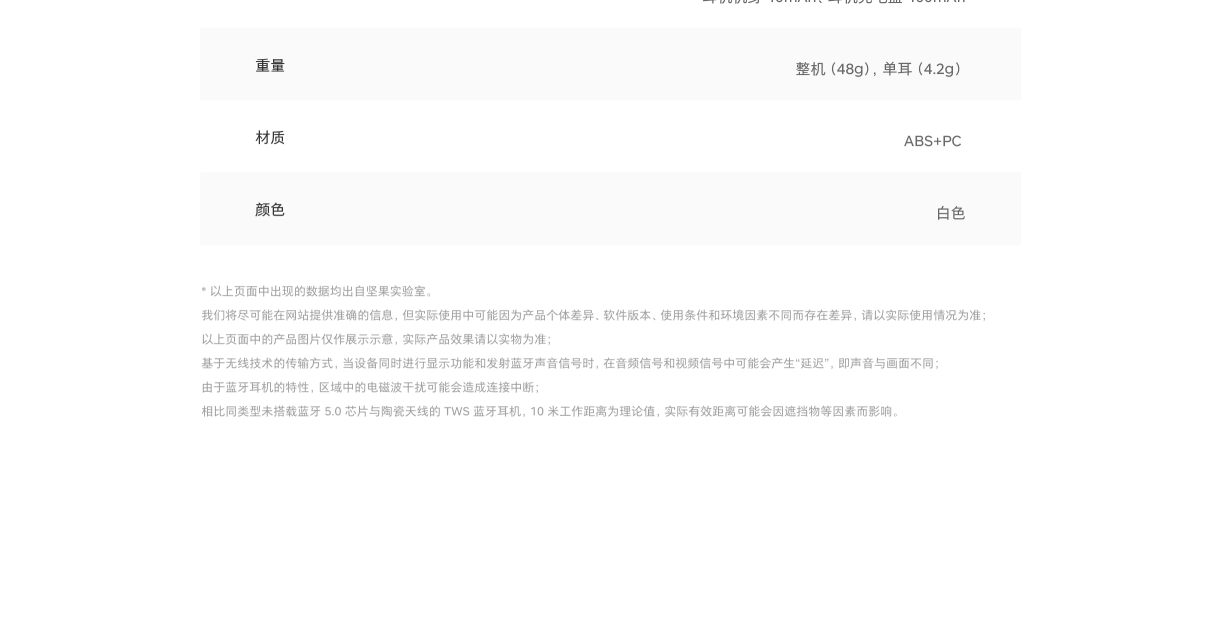 重量
整机（48g）, 单耳（4.2g）
材质
ABS+PC
颜色
白色
* 以上页面中出现的数据均出自坚果实验室。
我们将尽可能在网站提供准确的信息, 但实际使用中可能因为产品个体差异、软件版本、使用条件和环境因素不同而存在差异, 请以实际使用情况为准;
以上页面中的产品图片仅作展示示意, 实际产品效果请以实物为准;
基于无线技术的传输方式, 当设备同时进行显示功能和发射蓝牙声音信号时, 在音频信号和视频信号中可能会产生“延迟”, 即声音与画面不同;
由于蓝牙耳机的特性, 区域中的电磁波干扰可能会造成连接中断;
相比同类型未搭载蓝牙 5.0 芯片与陶瓷天线的 TWS 蓝牙耳机, 10 米工作距离为理论值, 实际有效距离可能会因遮挡物等因素而影响。